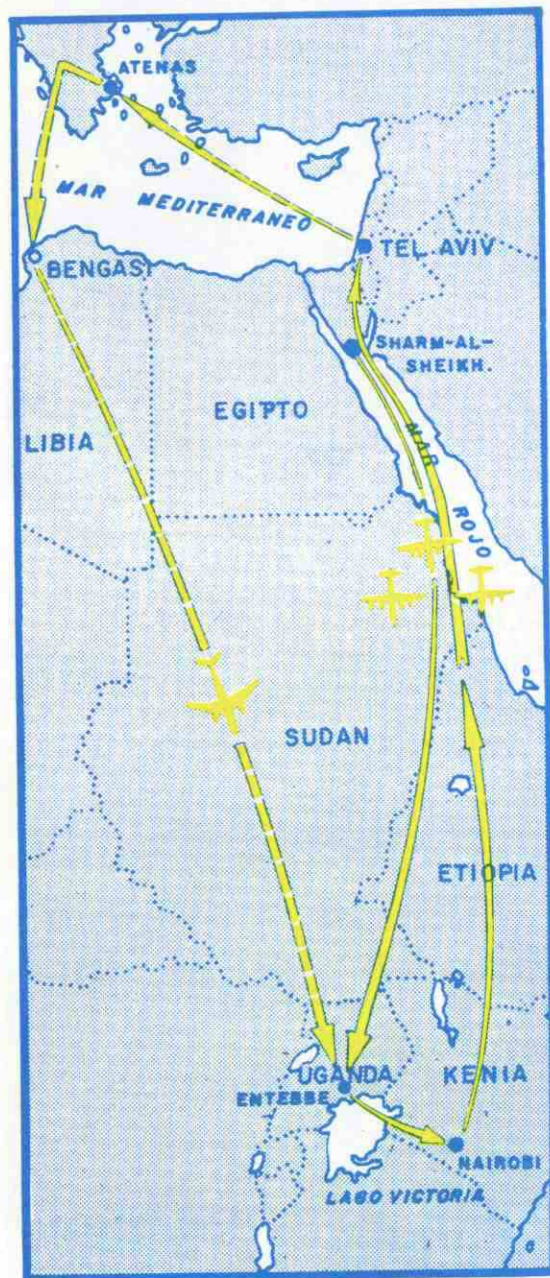 ATENAS
MAR MEDITERRANEO
BENGASI
TEL AVIV
SHARM-AL-
SHEIKH.
EGIPTO
LIBIA
MAR ROJO
SUDAN
ETIOPIA
UGANDA
KENIA
ENTEBBE
NAIROBI
LAGO VICTORIA